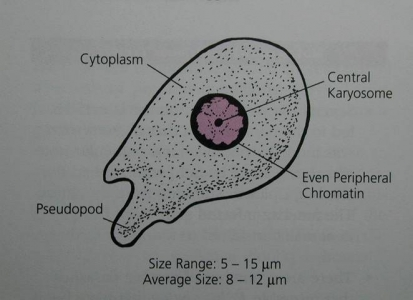 Cytoplasm
Central
Karyosome
Even Peripheral
Chromatin
Pseudopod
Size Range: 5 – 15 µm
Average Size: 8 – 12 µm